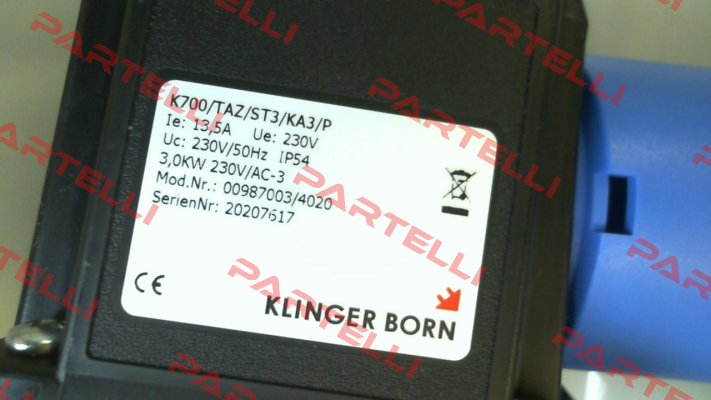 K700/TAZ/ST3/KA3/P
Ie: 13,5A Ue: 230V
Uc: 230V/50Hz IP54
3,0KW 230V/AC-3
Mod.Nr.: 00987003/4020
SerienNr: 20207617
CE
KLINGER BORN
PARTELLI
PARTELLI
PARTELLI
PARTELLI
PARTELLI
PARTELLI
PARTELLI
PARTELLI